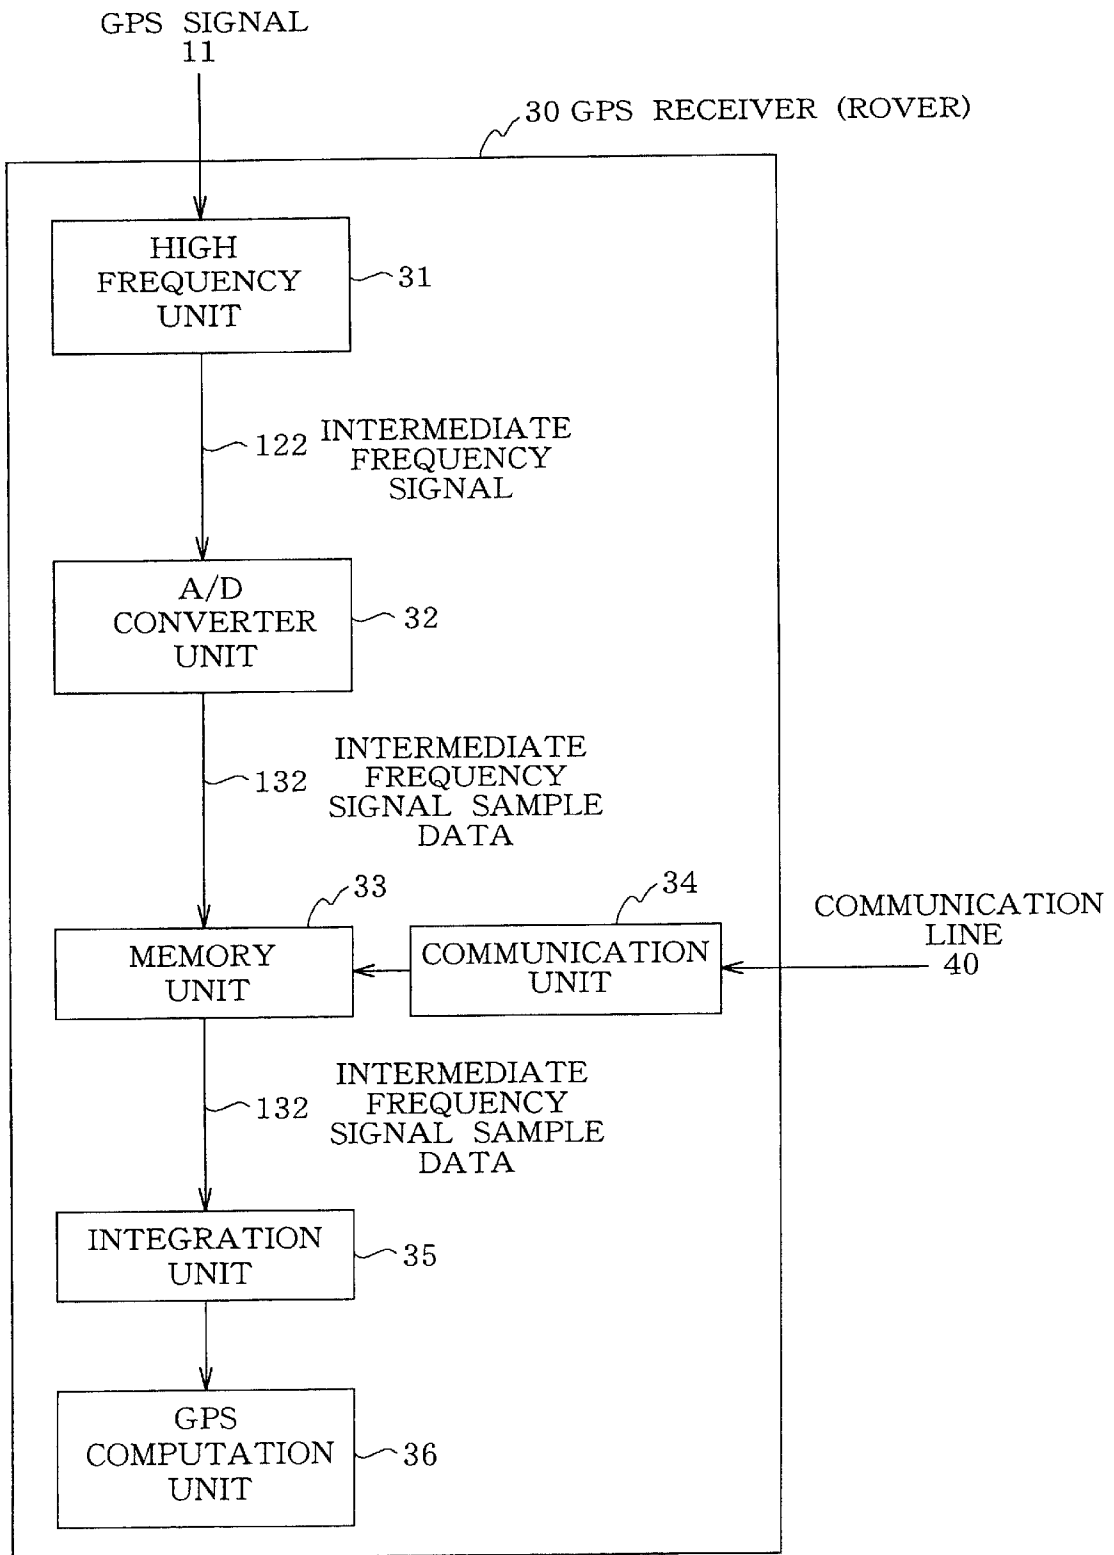 GPS SIGNAL
11
30 GPS RECEIVER (ROVER)
HIGH
FREQUENCY
UNIT
31
122
INTERMEDIATE
FREQUENCY
SIGNAL
A/D
CONVERTER
UNIT
32
132
INTERMEDIATE
FREQUENCY
SIGNAL SAMPLE
DATA
33
34
MEMORY
UNIT
COMMUNICATION
UNIT
COMMUNICATION
LINE
40
132
INTERMEDIATE
FREQUENCY
SIGNAL SAMPLE
DATA
INTEGRATION
UNIT
35
GPS
COMPUTATION
UNIT
36